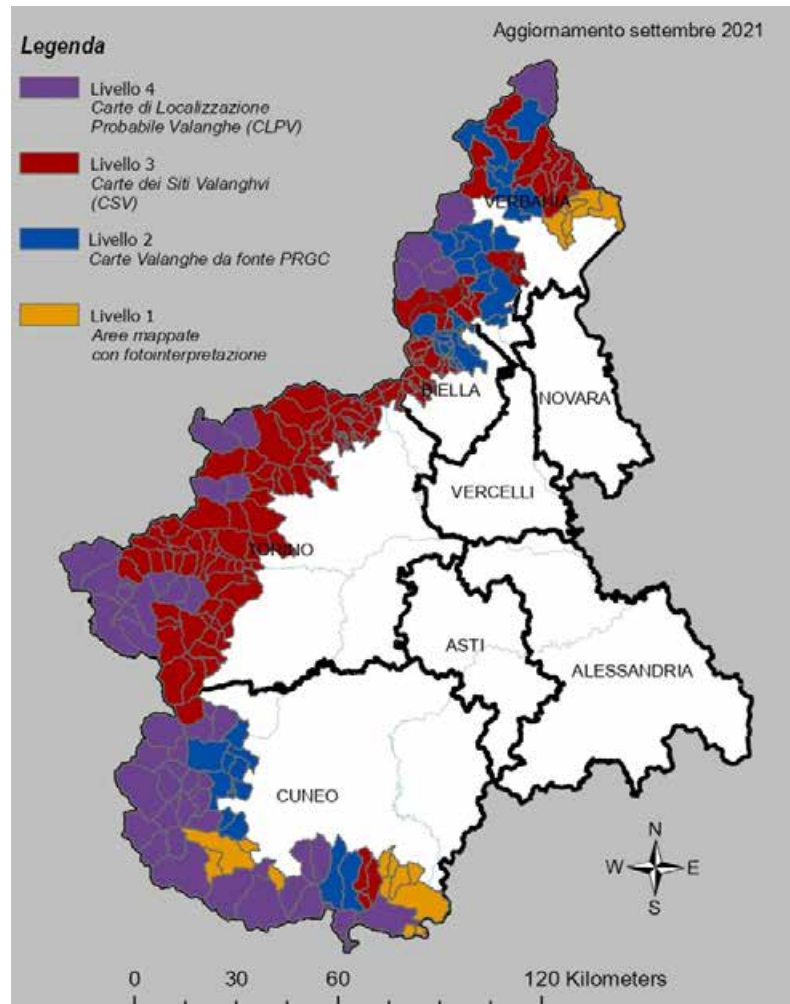 Aggiornamento settembre 2021
Legenda
Livello 4
Carte di Localizzazione
Probabile Valanghe (CLPV)
Livello 3
Carte dei Siti Valanghvi
(CSV)
Livello 2
Carte Valanghe da fonte PRGC
Livello 1
Aree mappate
con fotointerpretazione
VERBANIA
BIELLA
NOVARA
VERCELLI
TORINO
ASTI
ALESSANDRIA
CUNEO
N
W E
S
0 30 60 120 Kilometers